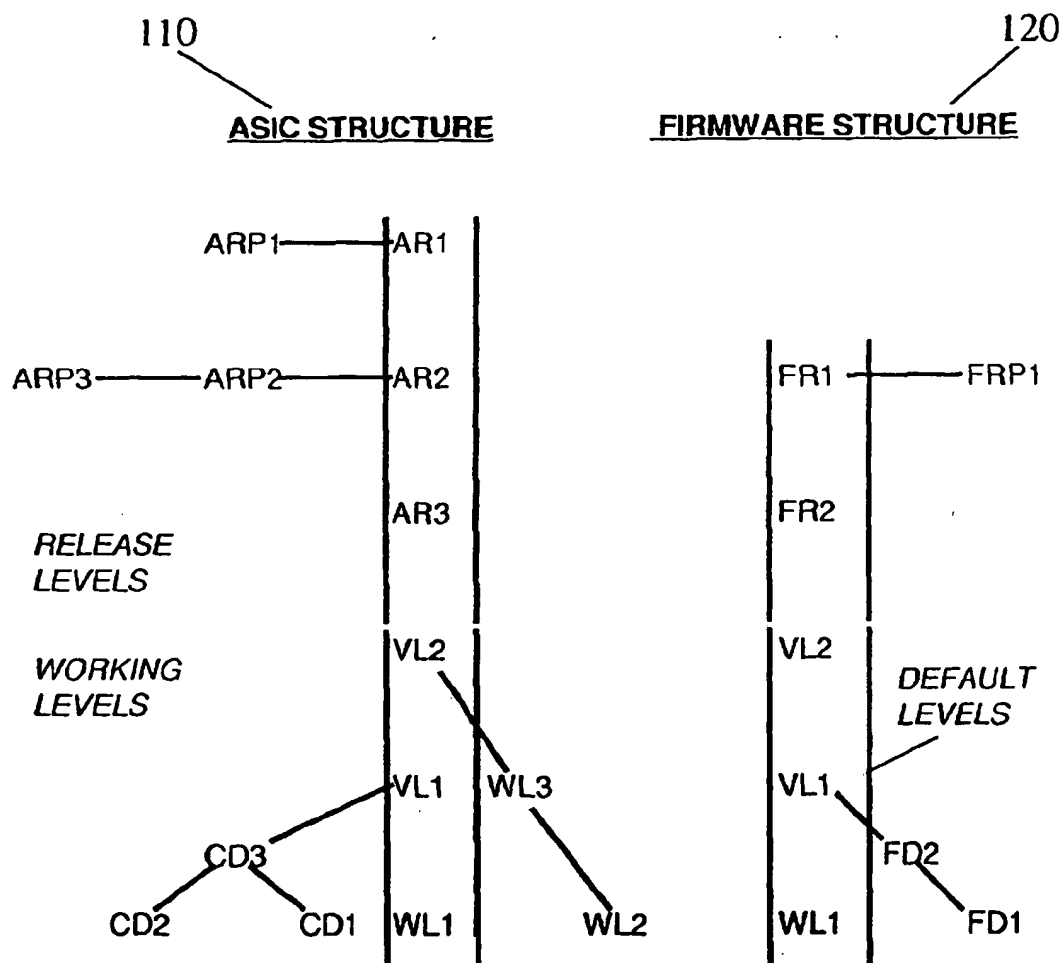 110 120
ASIC STRUCTURE FIRMWARE STRUCTURE
ARP1 AR1
ARP3 ARP2 AR2 FR1 FRP1
AR3 FR2
RELEASE
LEVELS
VL2 VL2
WORKING
LEVELS
DEFAULT
LEVELS
VL1 WL3 VL1
CD3 FD2
CD2 CD1 WL1 WL2 WL1 FD1